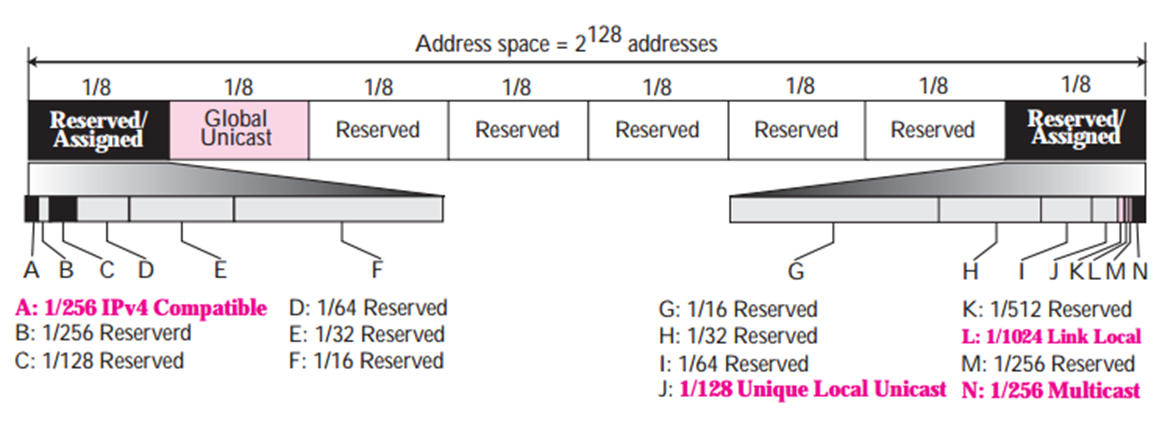 Address space = 2^128 addresses
1/8 1/8 1/8 1/8 1/8 1/8 1/8 1/8
Reserved/ Assigned
Global Unicast
Reserved
Reserved
Reserved
Reserved
Reserved
Reserved/ Assigned
A B C D E F G H I J K L M N
A: 1/256 IPv4 Compatible
B: 1/256 Reserverd
C: 1/128 Reserved
D: 1/64 Reserved
E: 1/32 Reserved
F: 1/16 Reserved
G: 1/16 Reserved
H: 1/32 Reserved
I: 1/64 Reserved
J: 1/128 Unique Local Unicast
K: 1/512 Reserved
L: 1/1024 Link Local
M: 1/256 Reserved
N: 1/256 Multicast